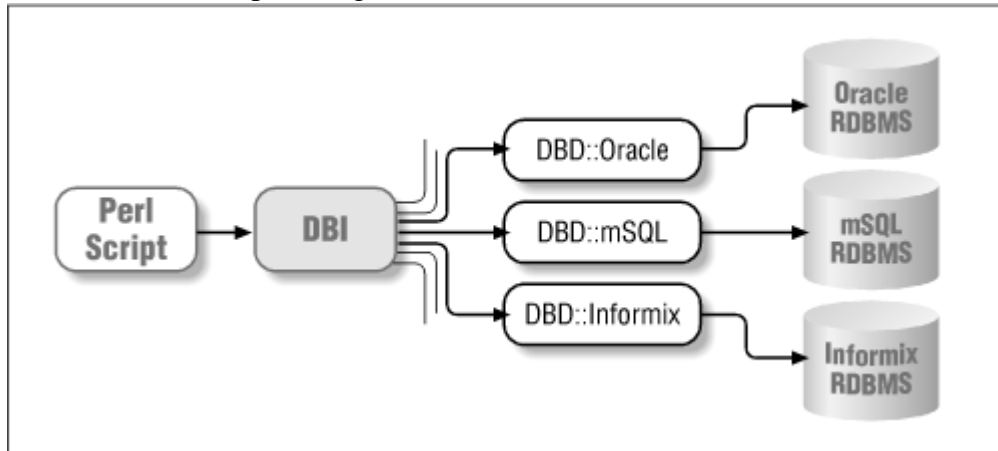 Perl
Script
DBI
DBD::Oracle
DBD::mSQL
DBD::Informix
Oracle
RDBMS
mSQL
RDBMS
Informix
RDBMS